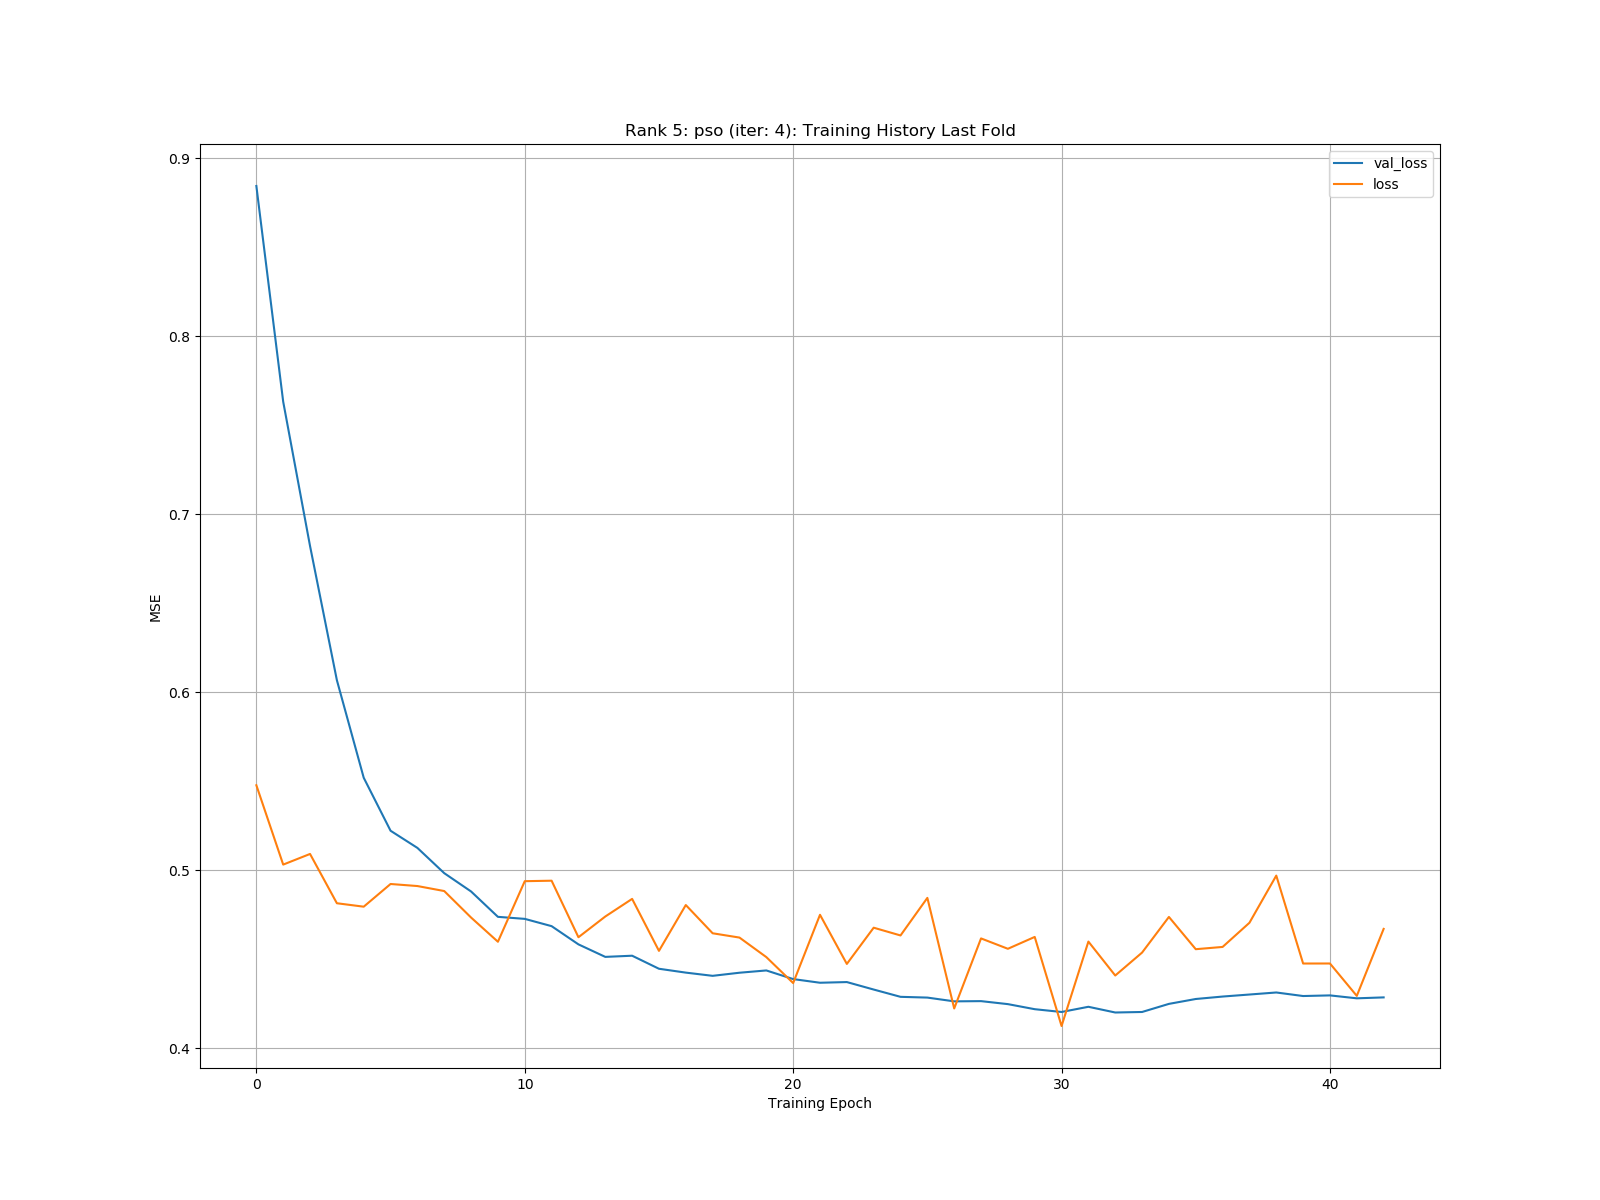 Rank 5: pso (iter: 4): Training History Last Fold
val_loss
loss
MSE
0.9
0.8
0.7
0.6
0.5
0.4
0 10 20 30 40
Training Epoch